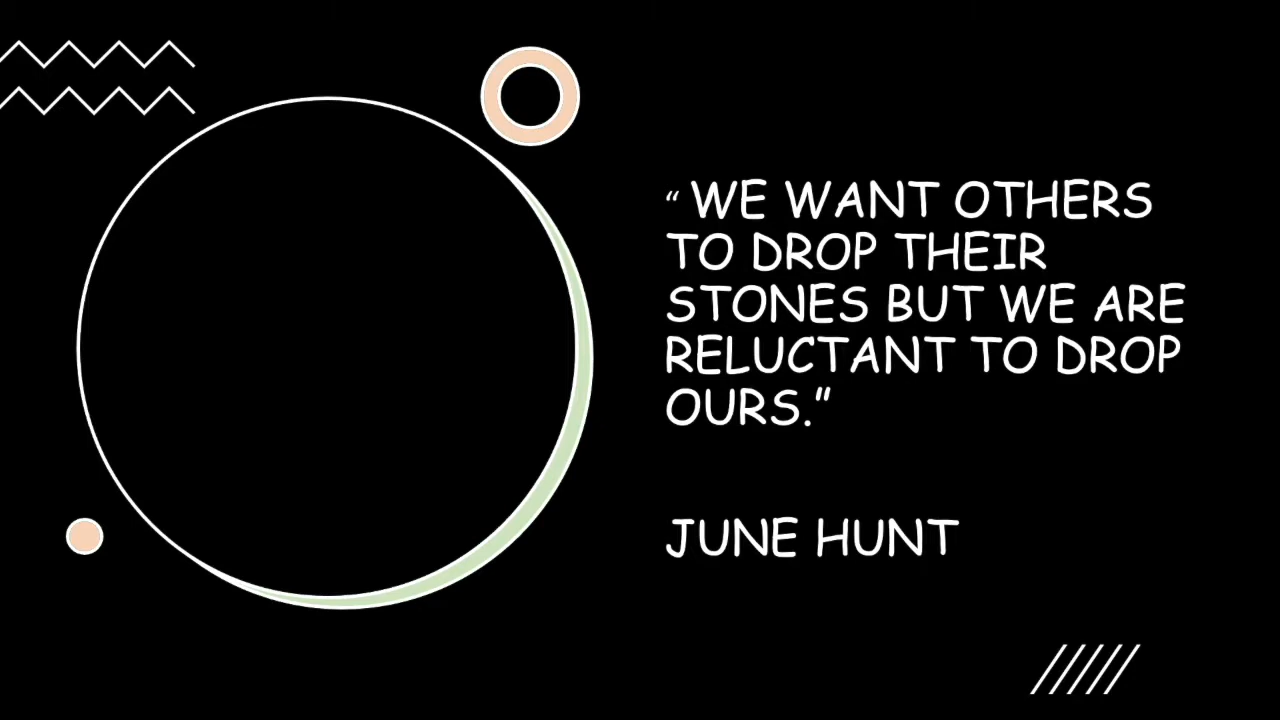 “ WE WANT OTHERS
TO DROP THEIR
STONES BUT WE ARE
RELUCTANT TO DROP
OURS."
JUNE HUNT